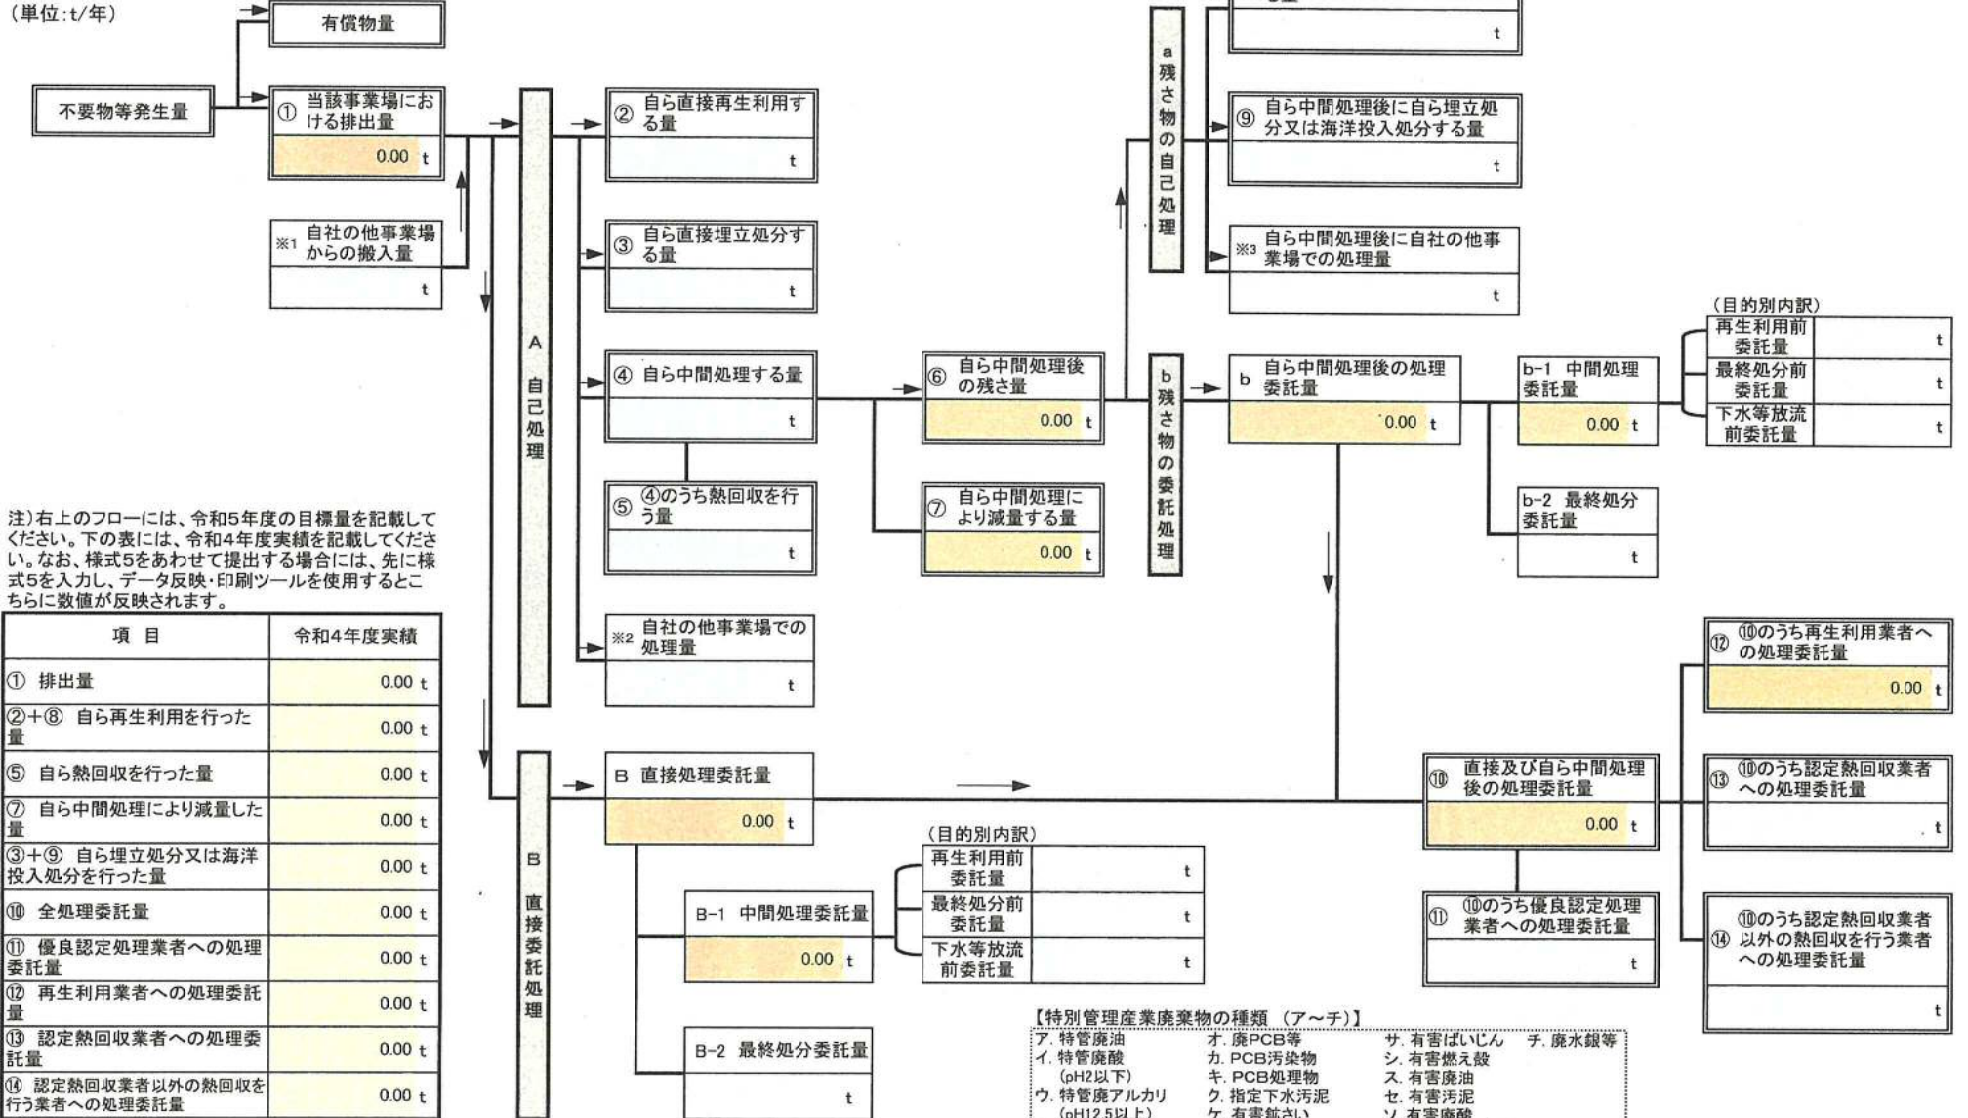 (単位:t/年)
有償物量
不要物等発生量
① 当該事業場にお
ける排出量
0.00 t
※1 自社の他事業場
からの搬入量
t
A 自己処理
② 自ら直接再生利用す
る量
t
③ 自ら直接埋立処分す
る量
t
④ 自ら中間処理する量
t
⑤ ④のうち熱回収を行
う量
t
※2 自社の他事業場での
処理量
t
⑥ 自ら中間処理後
の残さ量
0.00 t
⑦ 自ら中間処理に
より減量する量
0.00 t
a 残さ物の自己処理
t
⑨ 自ら中間処理後に自ら埋立処
分又は海洋投入処分する量
t
※3 自ら中間処理後に自社の他事
業場での処理量
t
b 残さ物の委託処理
b 自ら中間処理後の処理
委託量
0.00 t
b-1 中間処理
委託量
0.00 t
(目的別内訳)
再生利用前
委託量
t
最終処分前
委託量
t
下水等放流
前委託量
t
b-2 最終処分
委託量
t
注)右上のフローには、令和5年度の目標量を記載して
ください。下の表には、令和4年度実績を記載してくださ
い。なお、様式5をあわせて提出する場合には、先に様
式5を入力し、データ反映・印刷ツールを使用するとこ
ちらに数値が反映されます。
項 目 令和4年度実績
① 排出量 0.00 t
②+⑧ 自ら再生利用を行った
量 0.00 t
⑤ 自ら熱回収を行った量 0.00 t
⑦ 自ら中間処理により減量した
量 0.00 t
③+⑨ 自ら埋立処分又は海洋
投入処分を行った量 0.00 t
⑩ 全処理委託量 0.00 t
⑪ 優良認定処理業者への処理
委託量 0.00 t
⑫ 再生利用業者への処理委託
量 0.00 t
⑬ 認定熱回収業者への処理委
託量 0.00 t
⑭ 認定熱回収業者以外の熱回収を
行う業者への処理委託量 0.00 t
B 直接委託処理
B 直接処理委託量
0.00 t
B-1 中間処理委託量
0.00 t
(目的別内訳)
再生利用前
委託量
t
最終処分前
委託量
t
下水等放流
前委託量
t
B-2 最終処分委託量
t
⑩ 直接及び自ら中間処理
後の処理委託量
0.00 t
⑪ ⑩のうち優良認定処理
業者への処理委託量
t
⑫ ⑩のうち再生利用業者へ
の処理委託量
0.00 t
⑬ ⑩のうち認定熱回収業者
への処理委託量
t
⑭ ⑩のうち認定熱回収業者
以外の熱回収を行う業者
への処理委託量
t
【特別管理産業廃棄物の種類 (ア~チ)】
ア. 特管廃油 オ. 廃PCB等 サ. 有害ばいじん チ. 廃水銀等
イ. 特管廃酸 カ. PCB汚染物 シ. 有害燃え殻
(pH2以下) キ. PCB処理物 ス. 有害廃油
ウ. 特管廃アルカリ ク. 指定下水汚泥 セ. 有害汚泥
(pH12.5以上) ケ. 有害鉱さい ソ. 有害廃酸